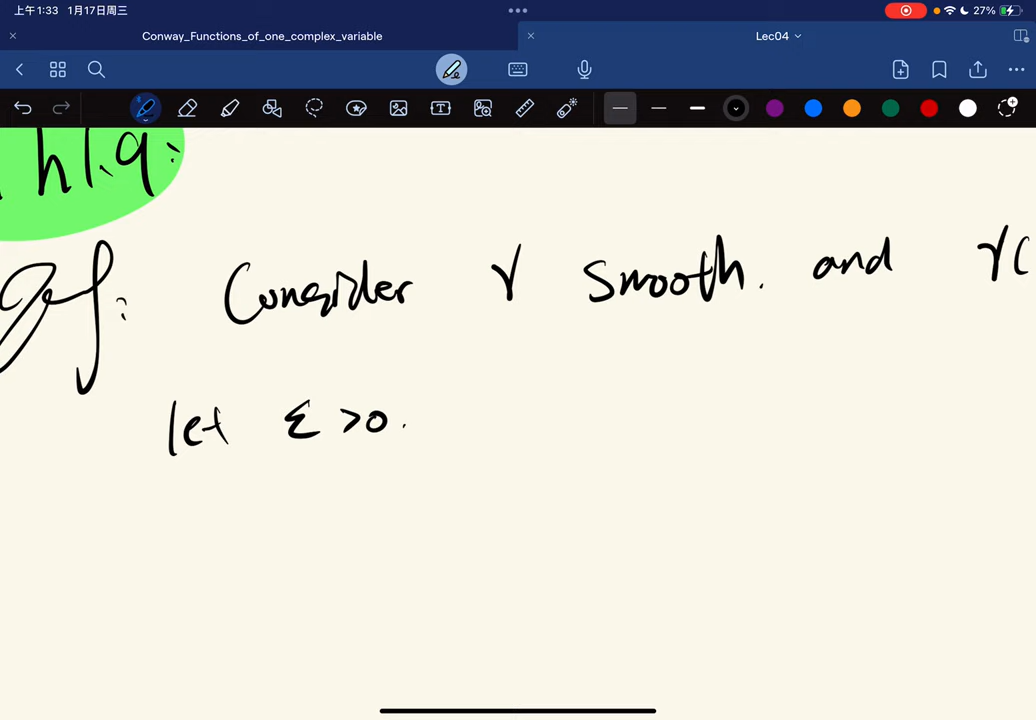 上午1:33 1月17日周三
27%
Conway_Functions_of_one_complex_variable
Lec04
h1.9:
Consider γ smooth. and γ(
let ε >0.